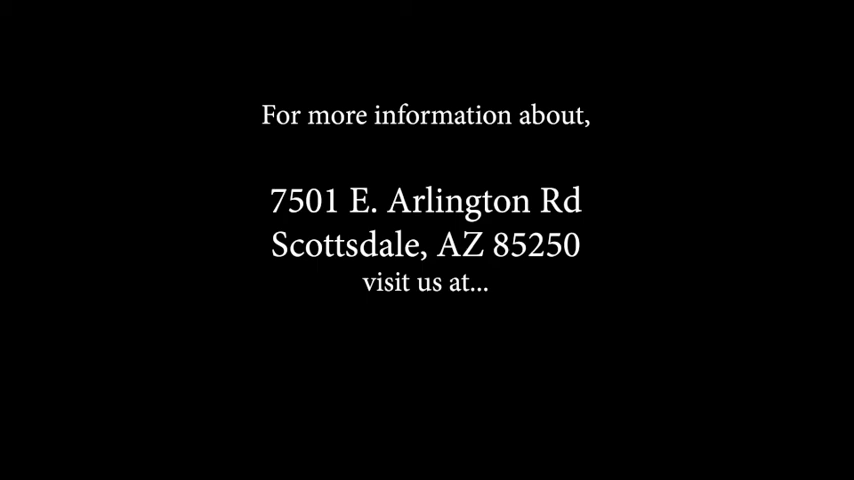 For more information about,
7501 E. Arlington Rd
Scottsdale, AZ 85250
visit us at...